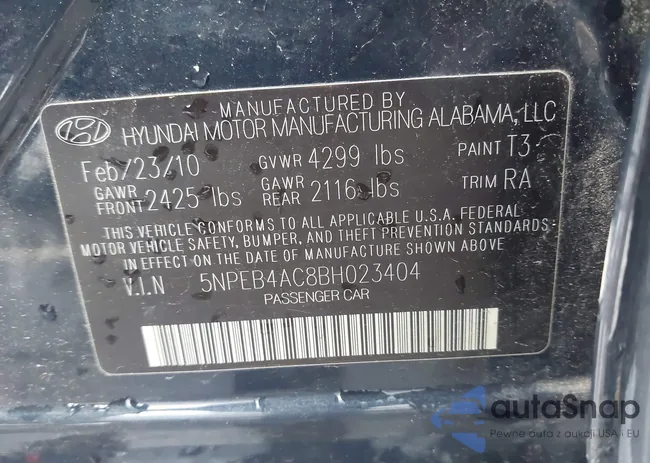 MANUFACTURED BY
HYUNDAI MOTOR MANUFACTURING ALABAMA, LLC
Feb/23/10 GVWR 4299 lbs PAINT T3
GAWR FRONT 2425 lbs GAWR REAR 2116 lbs TRIM RA
THIS VEHICLE CONFORMS TO ALL APPLICABLE U.S.A. FEDERAL
MOTOR VEHICLE SAFETY, BUMPER, AND THEFT PREVENTION STANDARDS
IN EFFECT ON THE DATE OF MANUFACTURE SHOWN ABOVE
V.I.N 5NPEB4AC8BH023404
PASSENGER CAR
autoSnap
Pewne auta z aukcji USA i EU